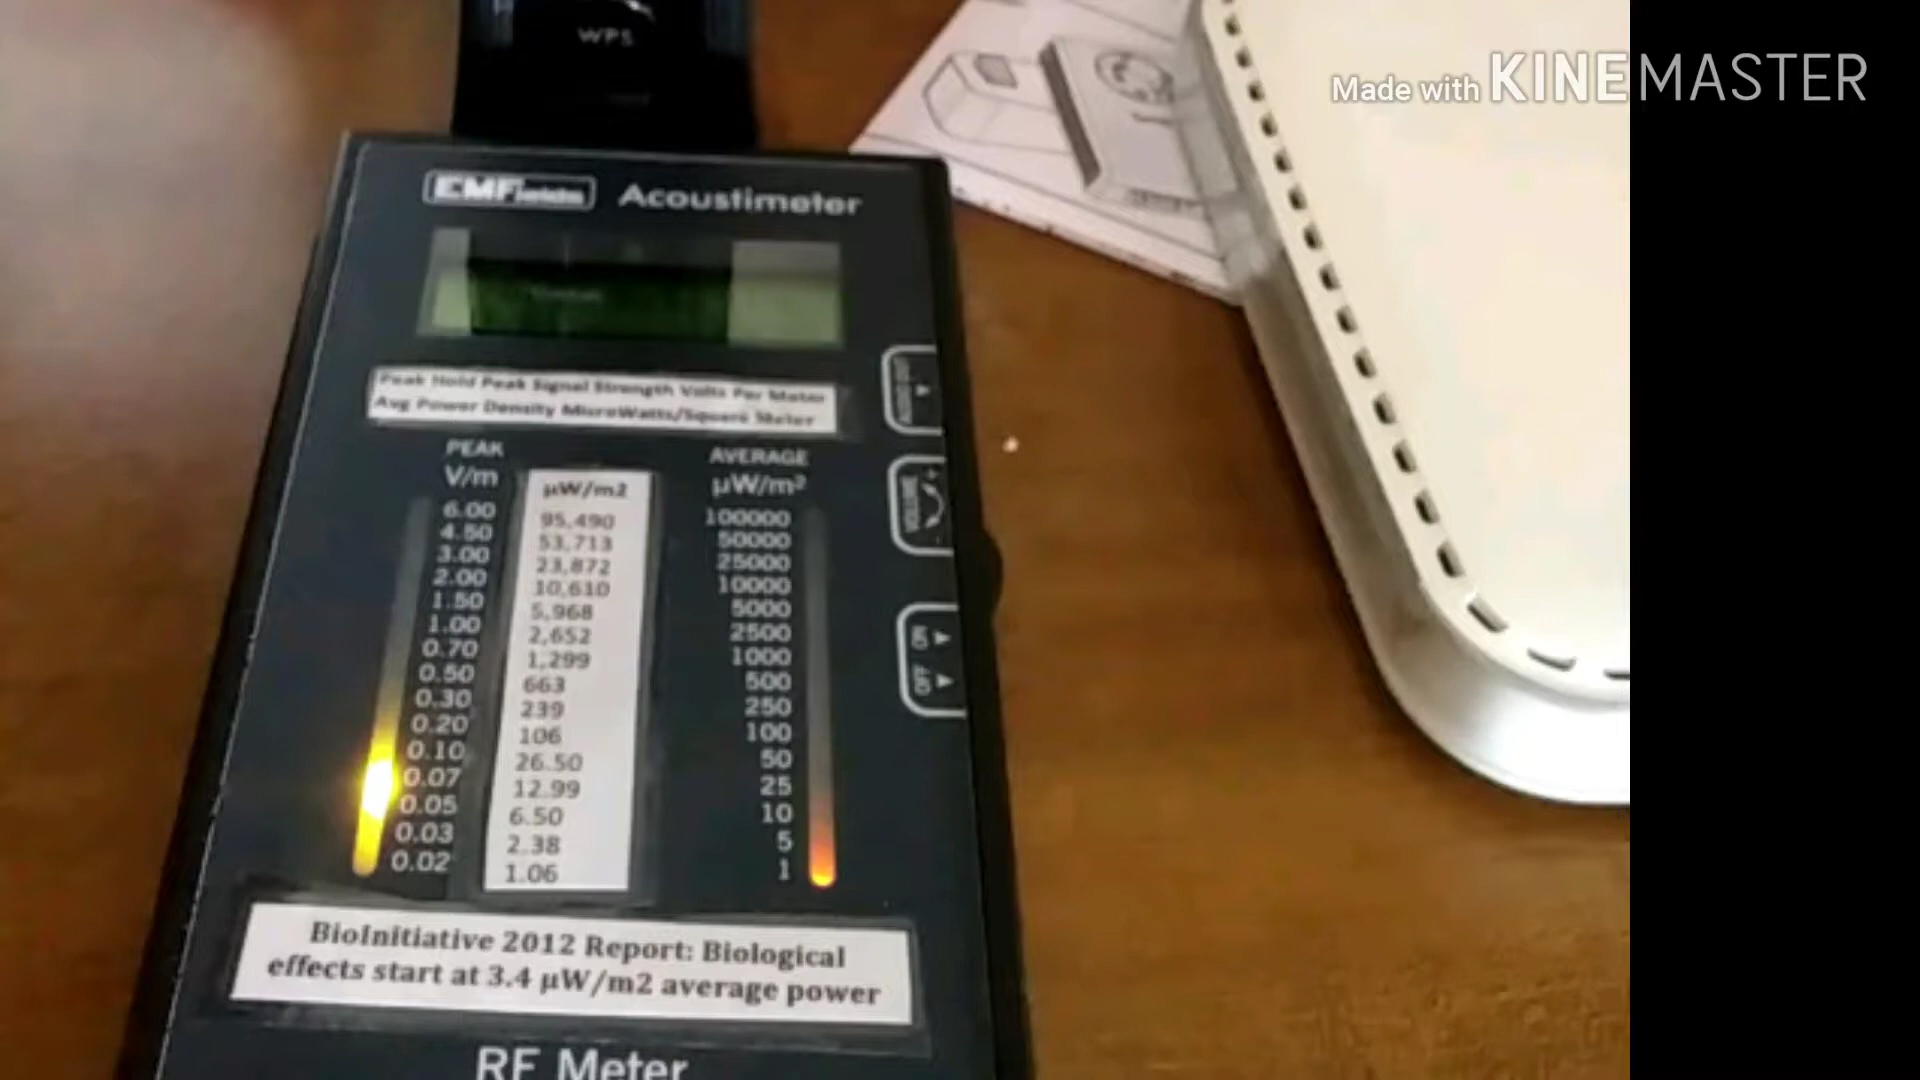 WPS
Made with KINEMASTER
EMFields Acoustimeter
Peak Hold Peak Signal Strength Volts Per Meter
Avg Power Density MicroWatts/Square Meter
AUDIO OUT
PEAK
V/m
µW/m2
AVERAGE
µW/m²
6.00 95,490 100000
4.50 53,713 50000
3.00 23,872 25000
2.00 10,610 10000
1.50 5,968 5000
1.00 2,652 2500
0.70 1,299 1000
0.50 663 500
0.30 239 250
0.20 106 100
0.10 26.50 50
0.07 12.99 25
0.05 6.50 10
0.03 2.38 5
0.02 1.06 1
VOLUME + -
OFF ON
BioInitiative 2012 Report: Biological
effects start at 3.4 µW/m2 average power
RF Meter